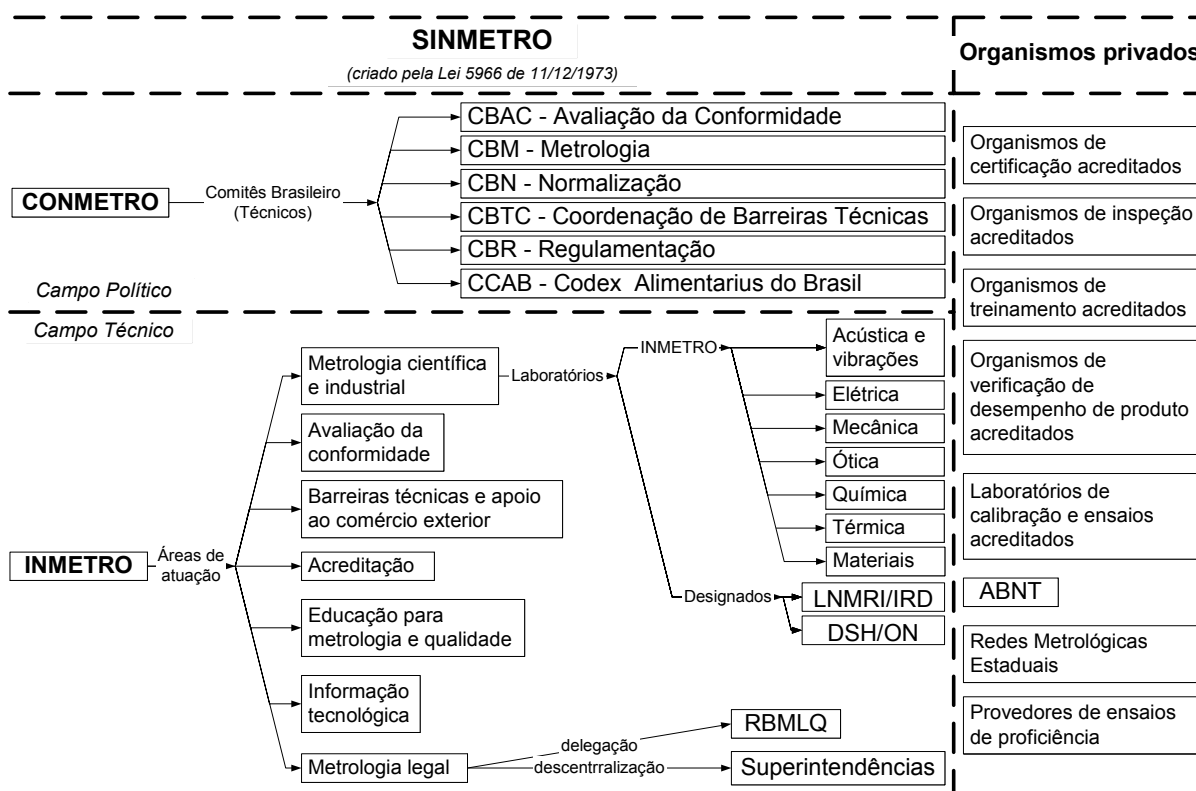 SINMETRO
(criado pela Lei 5966 de 11/12/1973)
Organismos privados
CONMETRO
Comitês Brasileiro
(Técnicos)
CBAC - Avaliação da Conformidade
CBM - Metrologia
CBN - Normalização
CBTC - Coordenação de Barreiras Técnicas
CBR - Regulamentação
CCAB - Codex Alimentarius do Brasil
Campo Político
Campo Técnico
INMETRO
Áreas de
atuação
Metrologia científica
e industrial
Avaliação da
conformidade
Barreiras técnicas e apoio
ao comércio exterior
Acreditação
Educação para
metrologia e qualidade
Informação
tecnológica
Metrologia legal
Laboratórios
INMETRO
Acústica e
vibrações
Elétrica
Mecânica
Ótica
Química
Térmica
Materiais
Designados
LNMRI/IRD
DSH/ON
delegação
descentrralização
RBMLQ
Superintendências
Organismos de
certificação acreditados
Organismos de inspeção
acreditados
Organismos de
treinamento acreditados
Organismos de
verificação de
desempenho de produto
acreditados
Laboratórios de
calibração e ensaios
acreditados
ABNT
Redes Metrológicas
Estaduais
Provedores de ensaios
de proficiência